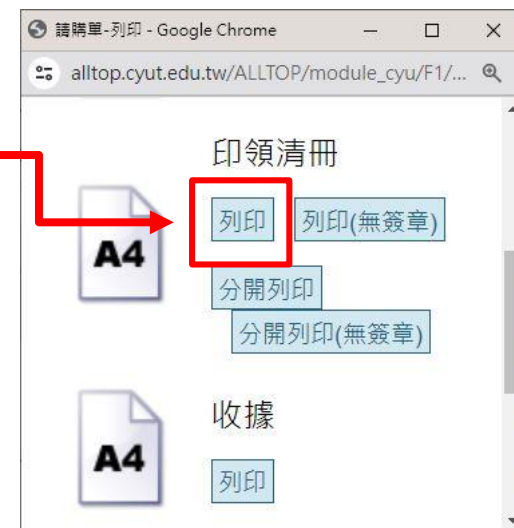 請購單-列印 - Google Chrome
alltop.cyut.edu.tw/ALLTOP/module_cyu/F1/...
印領清冊
A4
列印 列印(無簽章)
分開列印
分開列印(無簽章)
收據
A4
列印